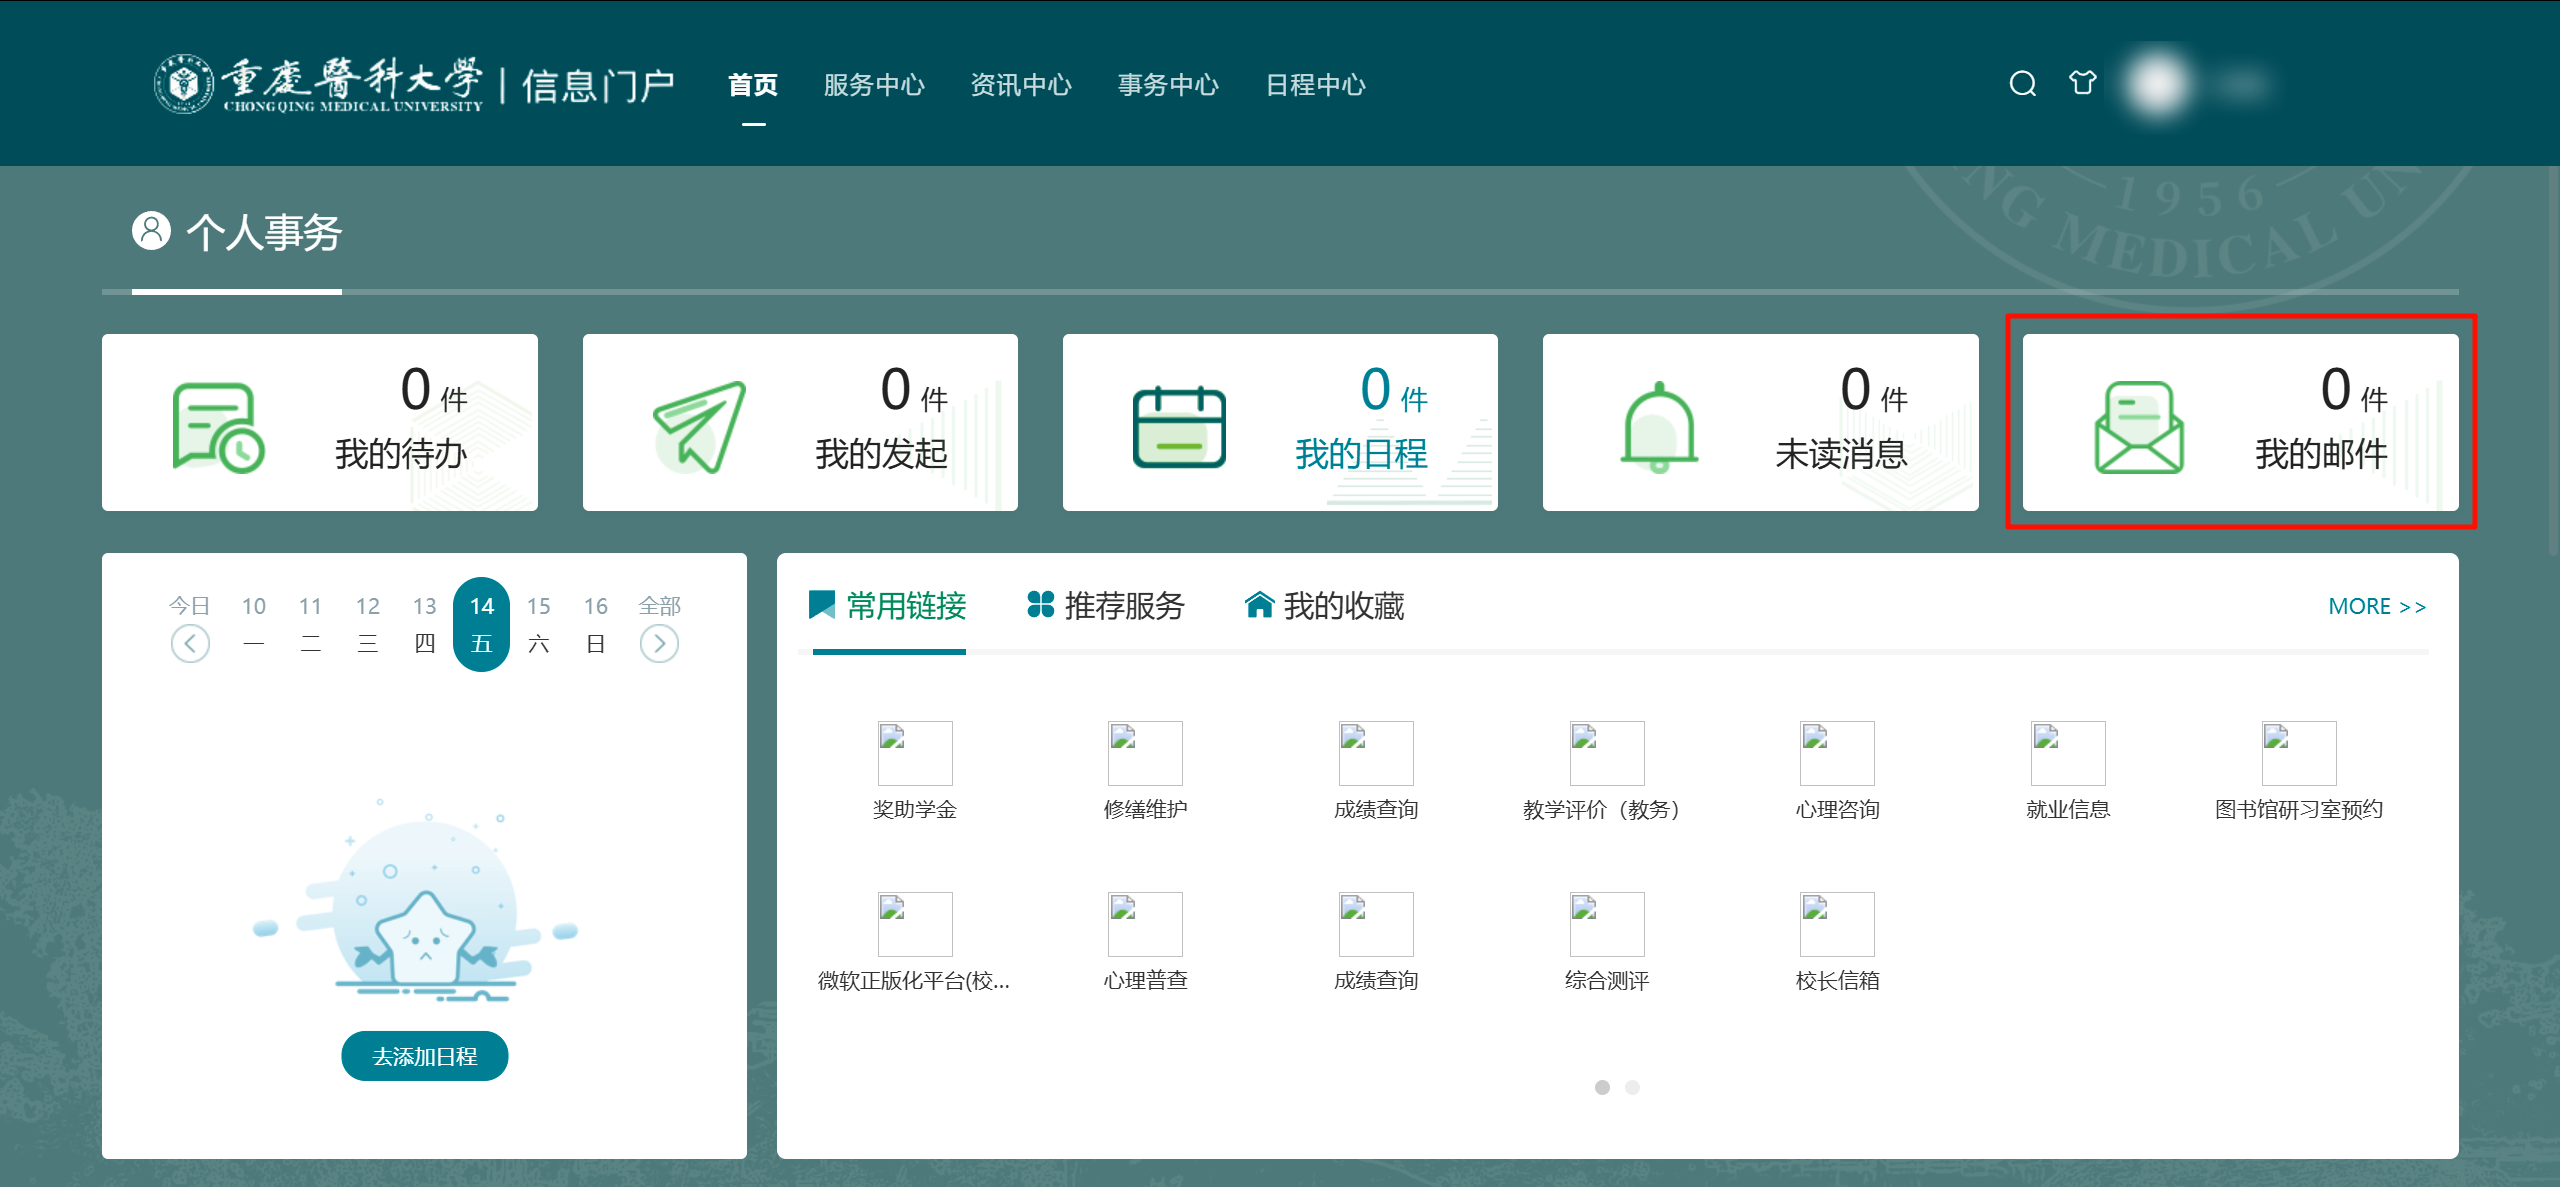 重慶醫科大學 | 信息门户
CHONGQING MEDICAL UNIVERSITY
首页 服务中心 资讯中心 事务中心 日程中心
1956
NG MEDICAL UN
个人事务
0 件
我的待办
0 件
我的发起
0 件
我的日程
0 件
未读消息
0 件
我的邮件
今日 10 11 12 13 14 15 16 全部
一 二 三 四 五 六 日
去添加日程
常用链接 推荐服务 我的收藏 MORE >>
奖助学金 修缮维护 成绩查询 教学评价（教务） 心理咨询 就业信息 图书馆研习室预约
微软正版化平台(校... 心理普查 成绩查询 综合测评 校长信箱